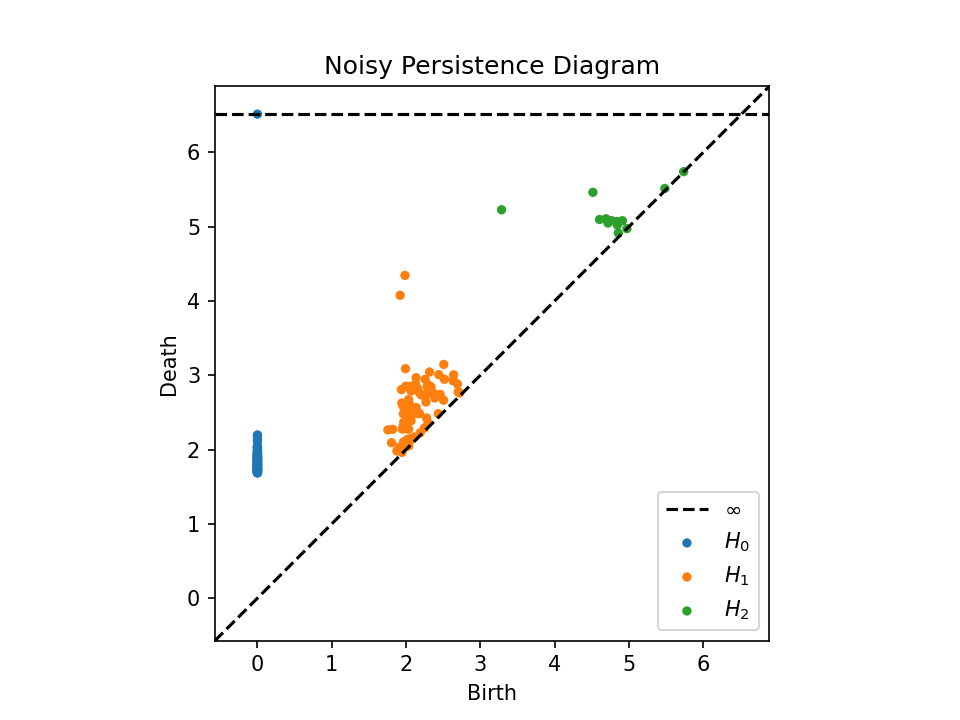 Noisy Persistence Diagram
Death
6
5
4
3
2
1
0
∞
H₀
H₁
H₂
0 1 2 3 4 5 6
Birth